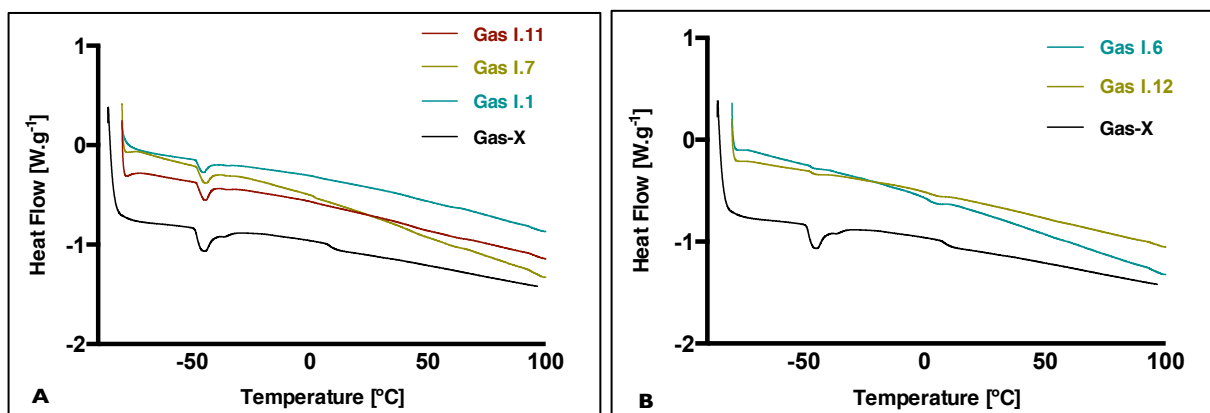 Gas I.11
Gas I.7
Gas I.1
Gas-X
1
0
-1
-2
Heat Flow [W.g-1]
-50
0
50
100
Temperature [ºC]
A
Gas I.6
Gas I.12
Gas-X
1
0
-1
-2
Heat Flow [W.g-1]
-50
0
50
100
Temperature [ºC]
B